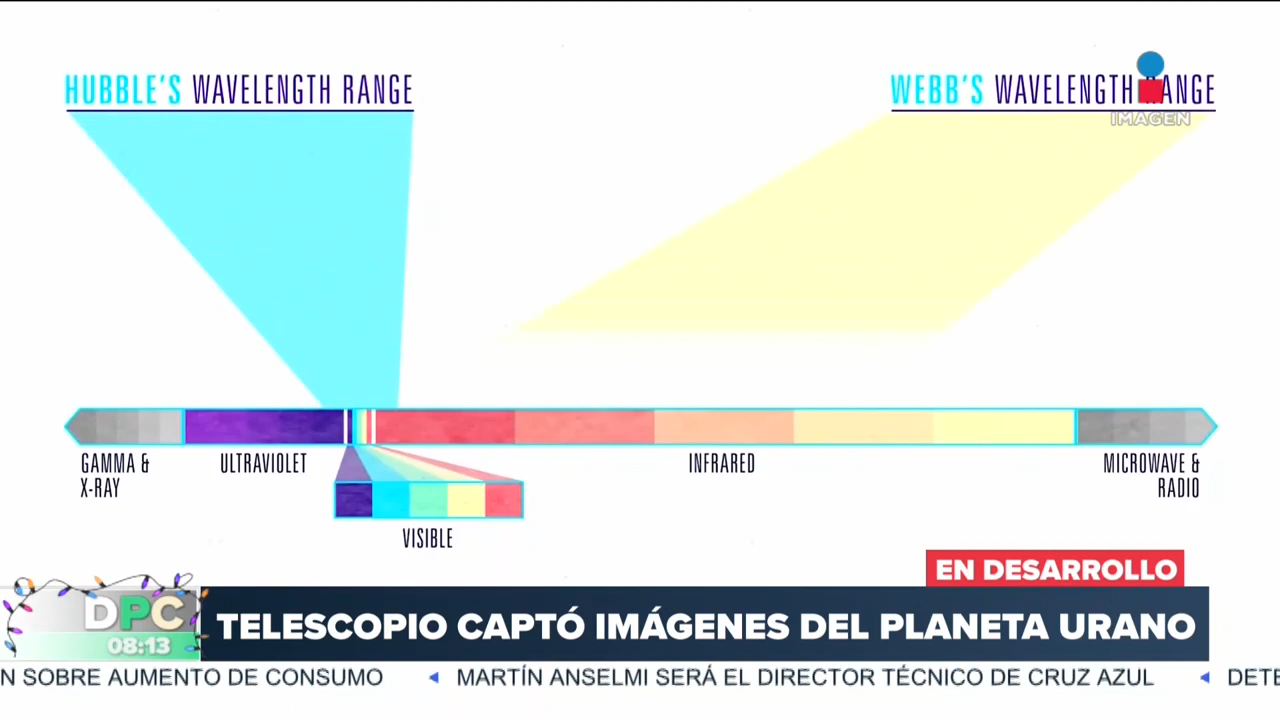 HUBBLE'S WAVELENGTH RANGE
WEBB'S WAVELENGTH RANGE
IMAGEN
GAMMA &
X-RAY
ULTRAVIOLET
INFRARED
MICROWAVE &
RADIO
VISIBLE
EN DESARROLLO
DPC
08:13
TELESCOPIO CAPTÓ IMÁGENES DEL PLANETA URANO
N SOBRE AUMENTO DE CONSUMO
MARTÍN ANSELMI SERÁ EL DIRECTOR TÉCNICO DE CRUZ AZUL
DETE